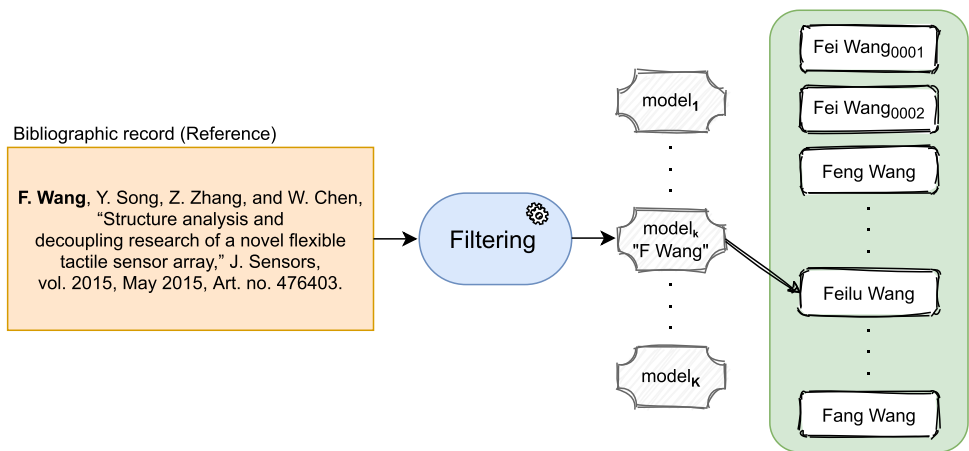 Bibliographic record (Reference)
F. Wang, Y. Song, Z. Zhang, and W. Chen,
“Structure analysis and
decoupling research of a novel flexible
tactile sensor array,” J. Sensors,
vol. 2015, May 2015, Art. no. 476403.
Filtering
model1
modelk
"F Wang"
modelK
Fei Wang0001
Fei Wang0002
Feng Wang
Feilu Wang
Fang Wang